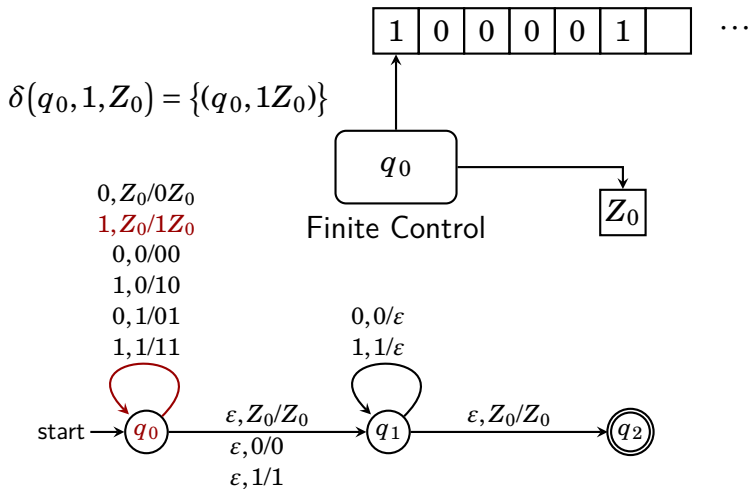 1 0 0 0 0 1 ⋯
δ(q₀, 1, Z₀) = {(q₀, 1Z₀)}
q₀
Z₀
Finite Control
0, Z₀/0Z₀
1, Z₀/1Z₀
0, 0/00
1, 0/10
0, 1/01
1, 1/11
0, 0/ε
1, 1/ε
start q₀ ε, Z₀/Z₀ q₁ ε, Z₀/Z₀ q₂
ε, 0/0
ε, 1/1